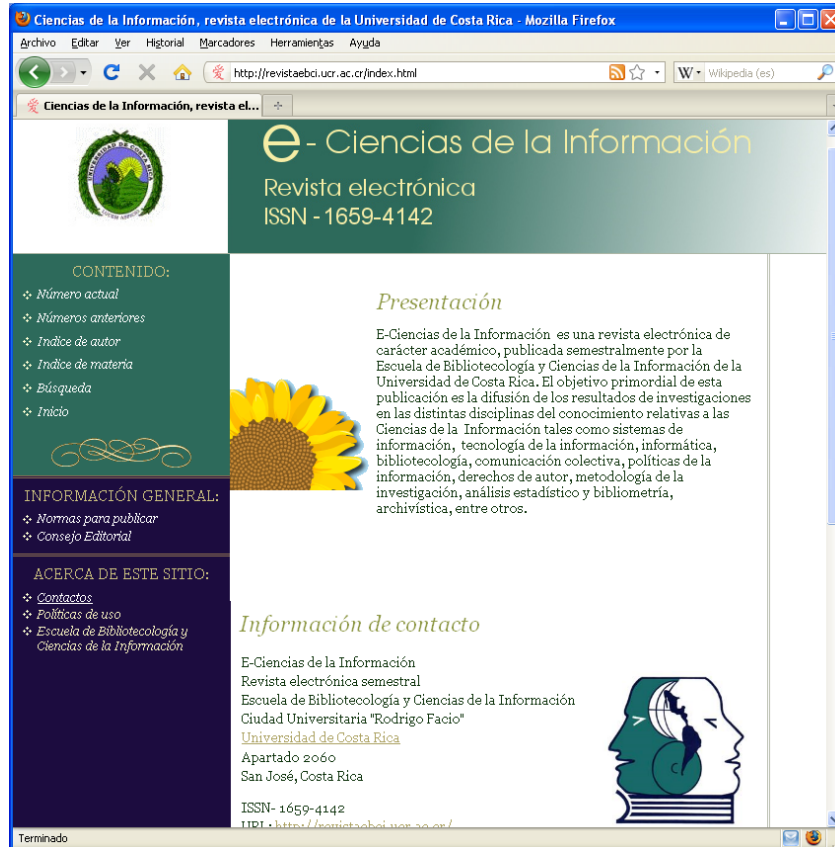 Ciencias de la Información, revista electrónica de la Universidad de Costa Rica - Mozilla Firefox
Archivo Editar Ver Historial Marcadores Herramientas Ayuda
http://revistaebci.ucr.ac.cr/index.html
W Wikipedia (es)
Ciencias de la Información, revista el...
UNIVERSIDAD DE COSTA RICA
e - Ciencias de la Información
Revista electrónica
ISSN - 1659-4142
CONTENIDO:
Número actual
Números anteriores
Indice de autor
Indice de materia
Búsqueda
Inicio
INFORMACIÓN GENERAL:
Normas para publicar
Consejo Editorial
ACERCA DE ESTE SITIO:
Contactos
Políticas de uso
Escuela de Bibliotecología y
Ciencias de la Información
Presentación
E-Ciencias de la Información es una revista electrónica de
carácter académico, publicada semestralmente por la
Escuela de Bibliotecología y Ciencias de la Información de la
Universidad de Costa Rica. El objetivo primordial de esta
publicación es la difusión de los resultados de investigaciones
en las distintas disciplinas del conocimiento relativas a las
Ciencias de la Información tales como sistemas de
información, tecnología de la información, informática,
bibliotecología, comunicación colectiva, políticas de la
información, derechos de autor, metodología de la
investigación, análisis estadístico y bibliometría,
archivística, entre otros.
Información de contacto
E-Ciencias de la Información
Revista electrónica semestral
Escuela de Bibliotecología y Ciencias de la Información
Ciudad Universitaria "Rodrigo Facio"
Universidad de Costa Rica
Apartado 2060
San José, Costa Rica
ISSN- 1659-4142
URL: http://revistaebci.ucr.ac.cr/
Terminado